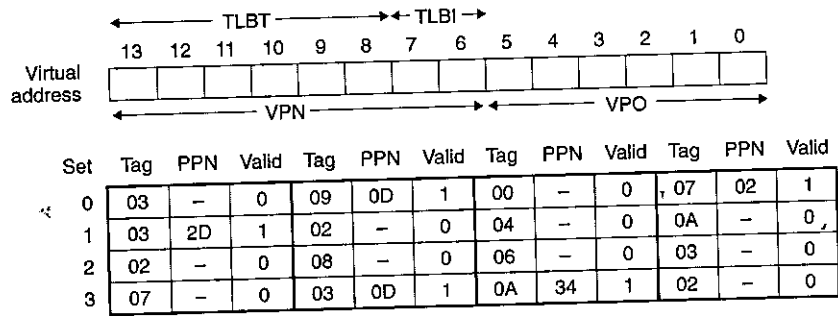 TLBT TLBI
13 12 11 10 9 8 7 6 5 4 3 2 1 0
Virtual
address
VPN VPO
Set Tag PPN Valid Tag PPN Valid Tag PPN Valid Tag PPN Valid
0 03 – 0 09 0D 1 00 – 0 07 02 1
1 03 2D 1 02 – 0 04 – 0 0A – 0
2 02 – 0 08 – 0 06 – 0 03 – 0
3 07 – 0 03 0D 1 0A 34 1 02 – 0